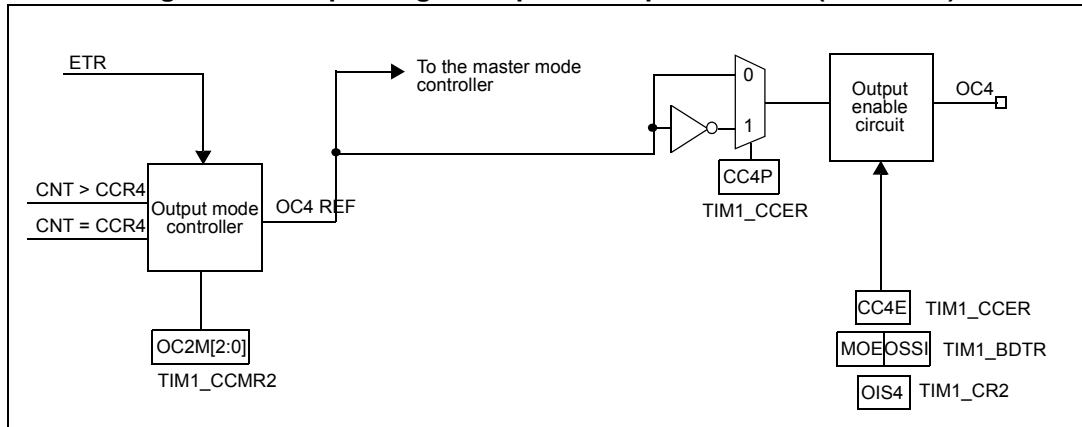 ETR
To the master mode
controller
0
1
Output
enable
circuit
OC4
CC4P
TIM1_CCER
CNT > CCR4
CNT = CCR4
Output mode
controller
OC4 REF
OC2M[2:0]
TIM1_CCMR2
CC4E TIM1_CCER
MOE OSSI TIM1_BDTR
OIS4 TIM1_CR2